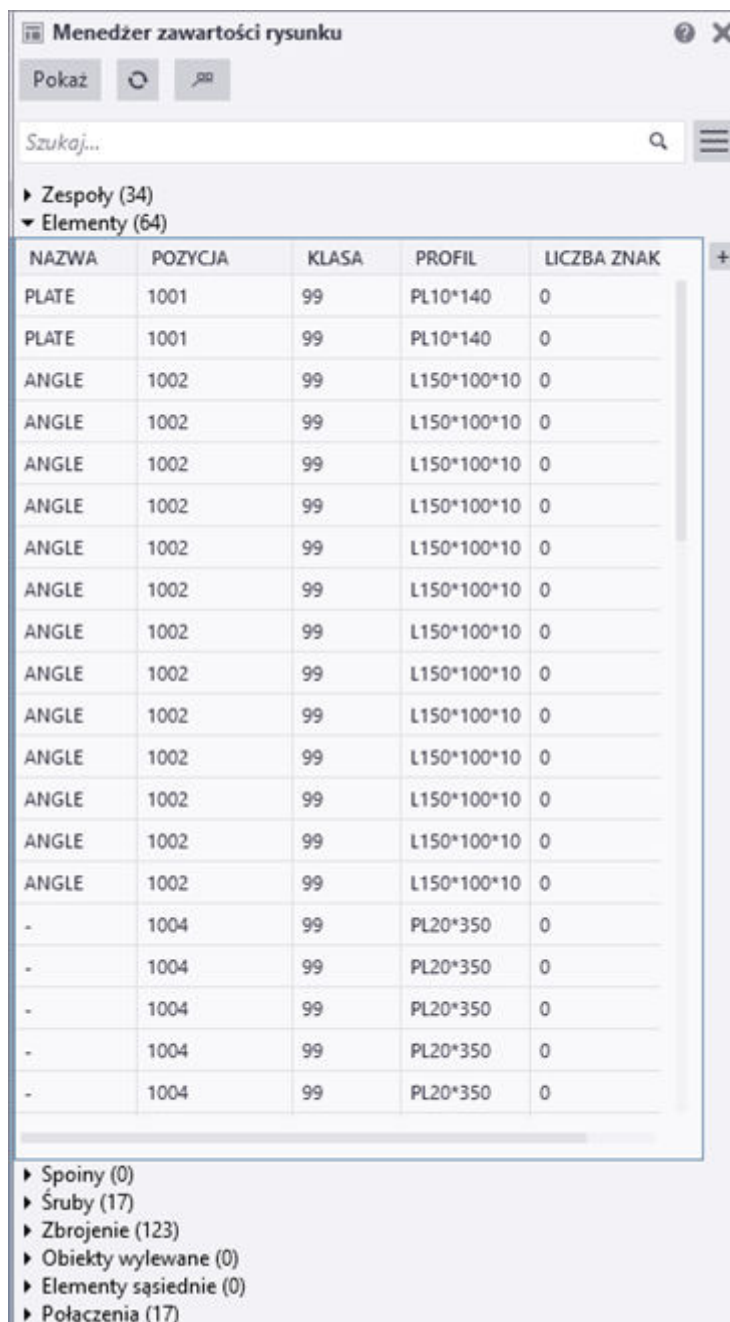 Menedżer zawartości rysunku
Pokaż
Szukaj...
Zespoły (34)
Elementy (64)
NAZWA POZYCJA KLASA PROFIL LICZBA ZNAK
PLATE 1001 99 PL10*140 0
PLATE 1001 99 PL10*140 0
ANGLE 1002 99 L150*100*10 0
ANGLE 1002 99 L150*100*10 0
ANGLE 1002 99 L150*100*10 0
ANGLE 1002 99 L150*100*10 0
ANGLE 1002 99 L150*100*10 0
ANGLE 1002 99 L150*100*10 0
ANGLE 1002 99 L150*100*10 0
ANGLE 1002 99 L150*100*10 0
ANGLE 1002 99 L150*100*10 0
ANGLE 1002 99 L150*100*10 0
ANGLE 1002 99 L150*100*10 0
ANGLE 1002 99 L150*100*10 0
ANGLE 1002 99 L150*100*10 0
- 1004 99 PL20*350 0
- 1004 99 PL20*350 0
- 1004 99 PL20*350 0
- 1004 99 PL20*350 0
- 1004 99 PL20*350 0
Spoiny (0)
Śruby (17)
Zbrojenie (123)
Obiekty wylewane (0)
Elementy sąsiednie (0)
Połączenia (17)